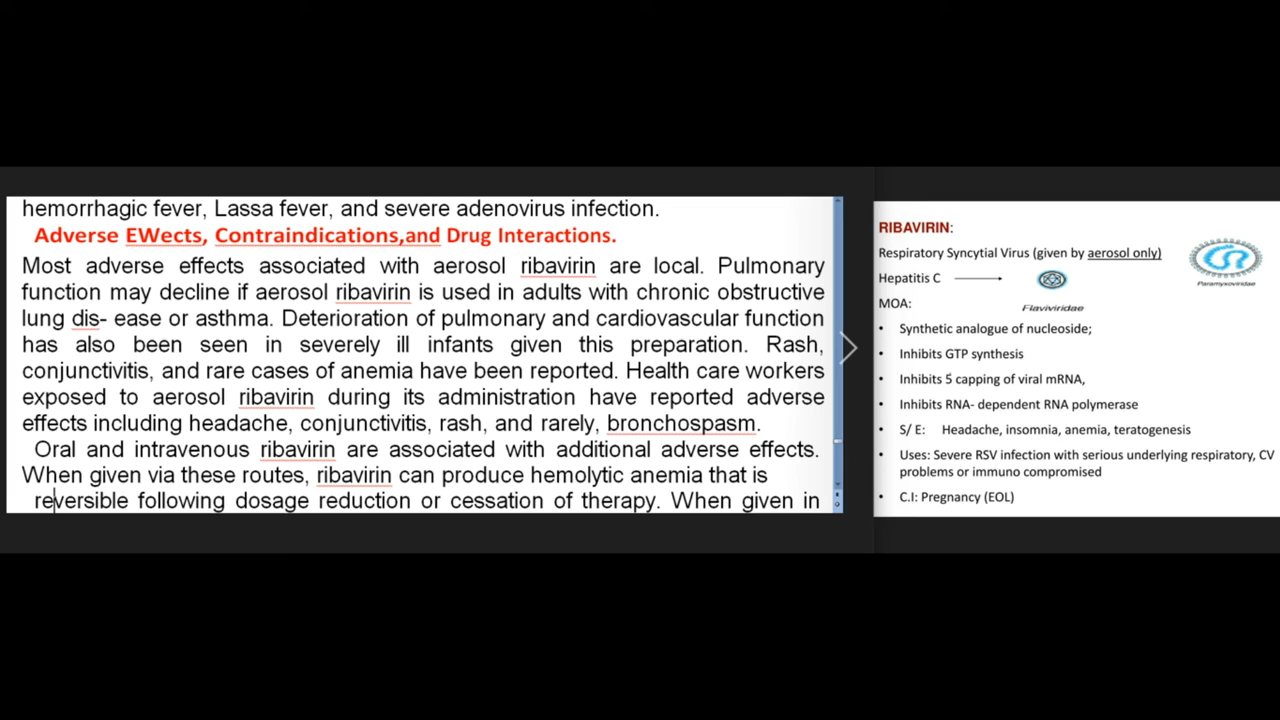 hemorrhagic fever, Lassa fever, and severe adenovirus infection.
Adverse EWects, Contraindications,and Drug Interactions.
Most adverse effects associated with aerosol ribavirin are local. Pulmonary
function may decline if aerosol ribavirin is used in adults with chronic obstructive
lung dis- ease or asthma. Deterioration of pulmonary and cardiovascular function
has also been seen in severely ill infants given this preparation. Rash,
conjunctivitis, and rare cases of anemia have been reported. Health care workers
exposed to aerosol ribavirin during its administration have reported adverse
effects including headache, conjunctivitis, rash, and rarely, bronchospasm.
Oral and intravenous ribavirin are associated with additional adverse effects.
When given via these routes, ribavirin can produce hemolytic anemia that is
reversible following dosage reduction or cessation of therapy. When given in
RIBAVIRIN:
Respiratory Syncytial Virus (given by aerosol only)
Paramyxoviridae
Hepatitis C
MOA:
Flaviviridae
• Synthetic analogue of nucleoside;
• Inhibits GTP synthesis
• Inhibits 5 capping of viral mRNA,
• Inhibits RNA- dependent RNA polymerase
• S/ E: Headache, insomnia, anemia, teratogenesis
• Uses: Severe RSV infection with serious underlying respiratory, CV
problems or immuno compromised
• C.I: Pregnancy (EOL)